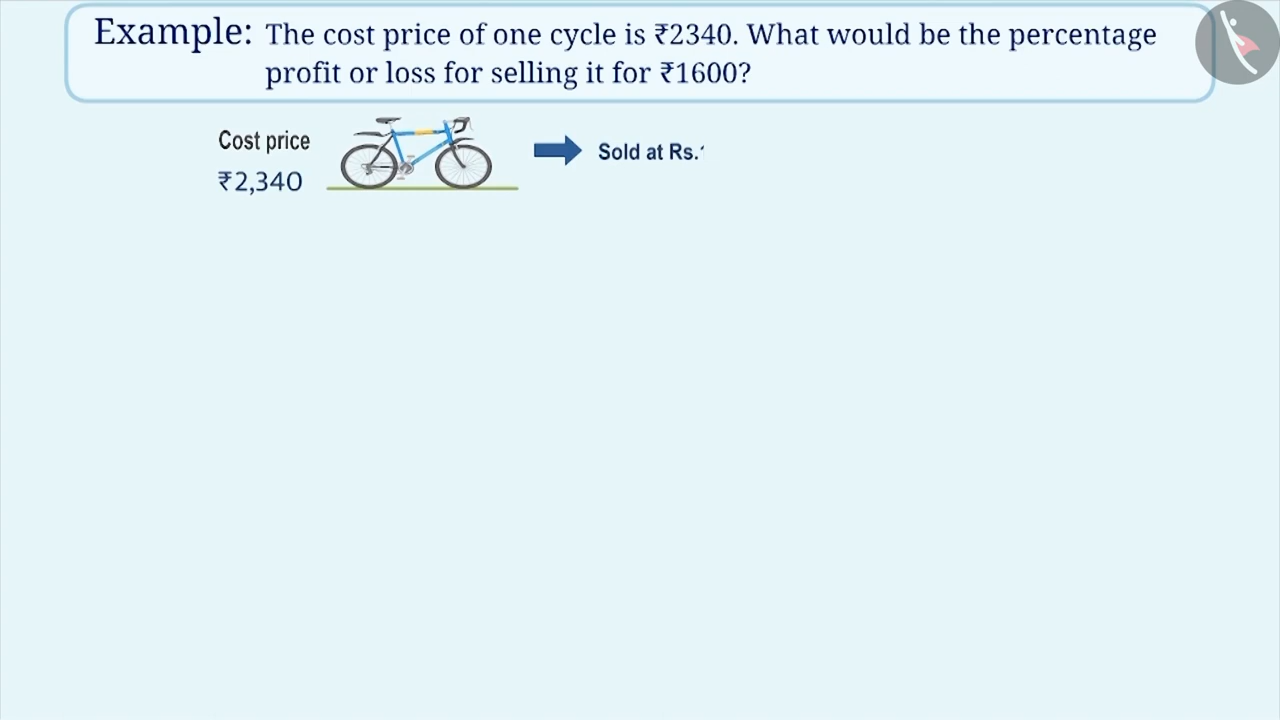 Example: The cost price of one cycle is ₹2340. What would be the percentage
profit or loss for selling it for ₹1600?
Cost price
₹2,340
Sold at Rs.